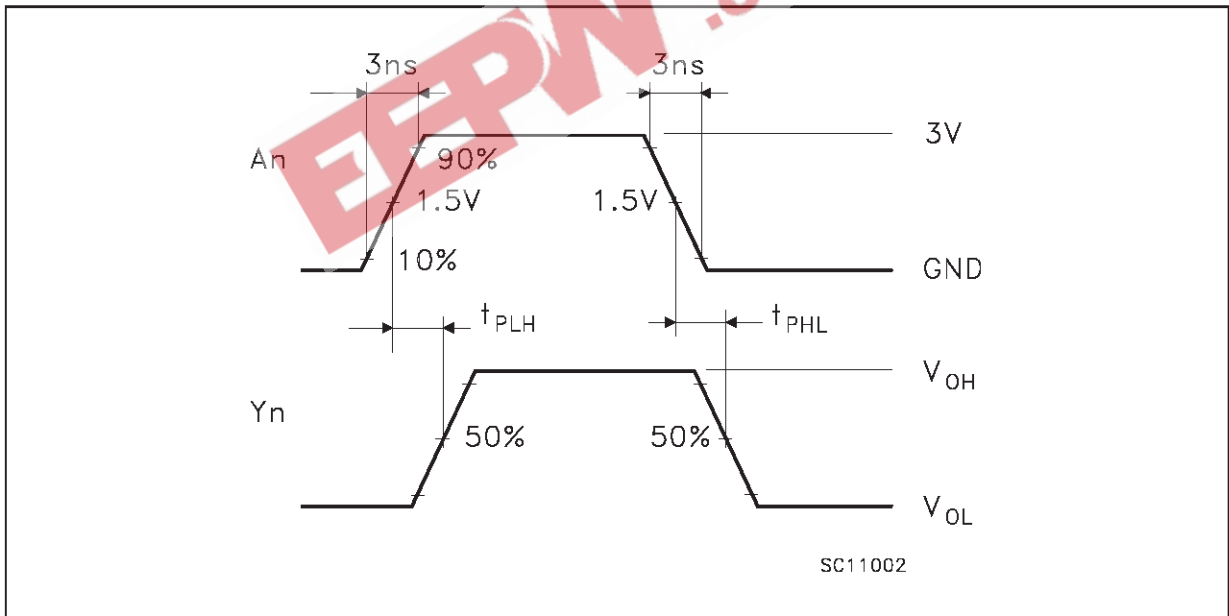 EEPW
3ns 3ns
3V
An
90%
1.5V 1.5V
10%
GND
tPLH tPHL
VOH
Yn
50% 50%
VOL
SC11002